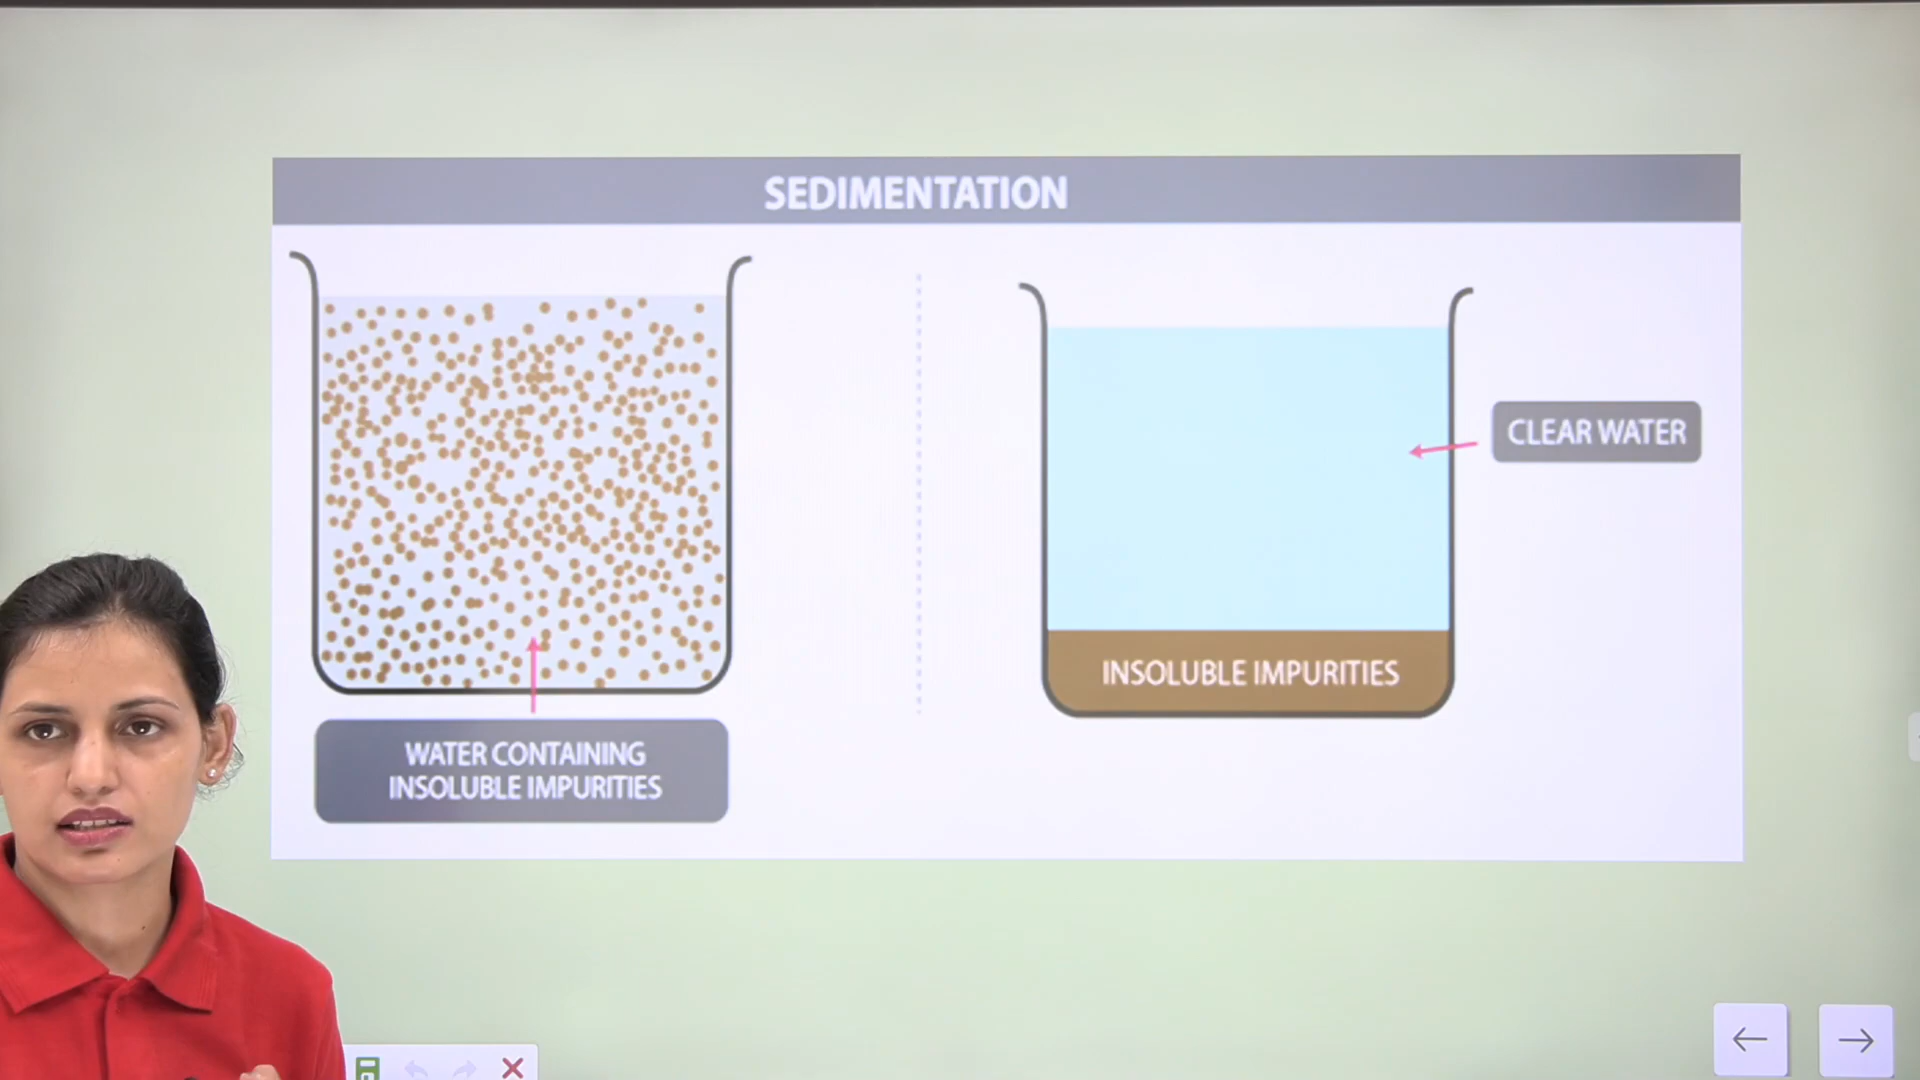 SEDIMENTATION
CLEAR WATER
INSOLUBLE IMPURITIES
WATER CONTAINING
INSOLUBLE IMPURITIES